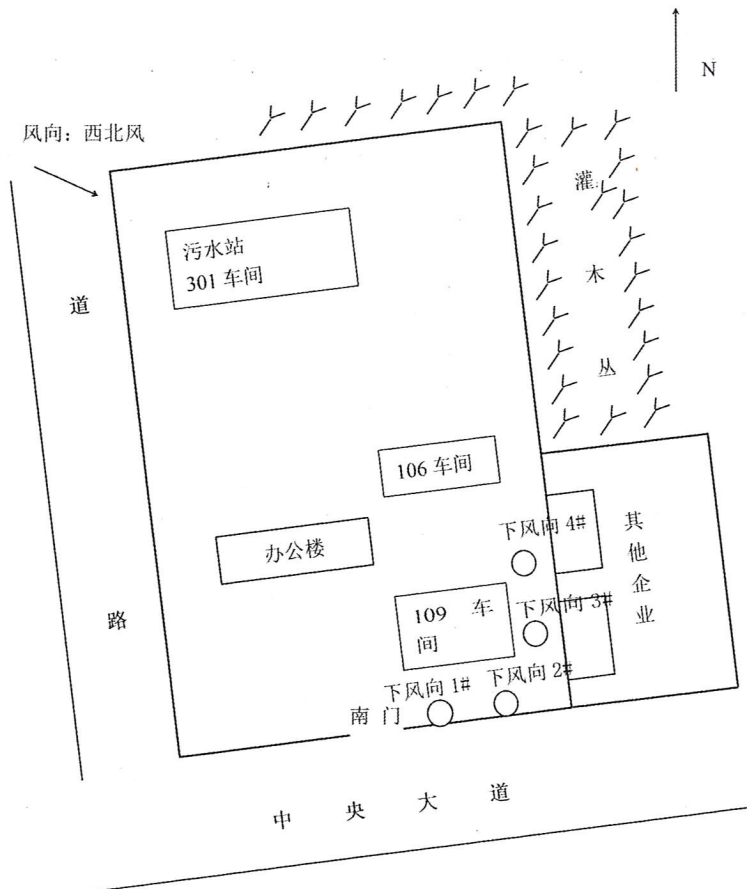 N
风向：西北风
灌
污水站
301 车间
道
木
丛
106 车间
下风向 4#
其
他
企
业
办公楼
109 车
间
下风向 3#
路
下风向 1#
下风向 2#
南 门
中 央 大 道